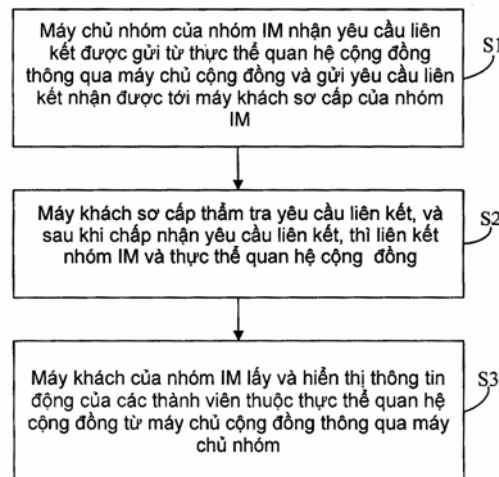 Máy chủ nhóm của nhóm IM nhận yêu cầu liên
kết được gửi từ thực thể quan hệ cộng đồng
thông qua máy chủ cộng đồng và gửi yêu cầu liên
kết nhận được tới máy khách sơ cấp của nhóm
IM
S1
Máy khách sơ cấp thẩm tra yêu cầu liên kết, và
sau khi chấp nhận yêu cầu liên kết, thì liên kết
nhóm IM và thực thể quan hệ cộng đồng
S2
Máy khách của nhóm IM lấy và hiển thị thông tin
động của các thành viên thuộc thực thể quan hệ
cộng đồng từ máy chủ cộng đồng thông qua máy
chủ nhóm
S3